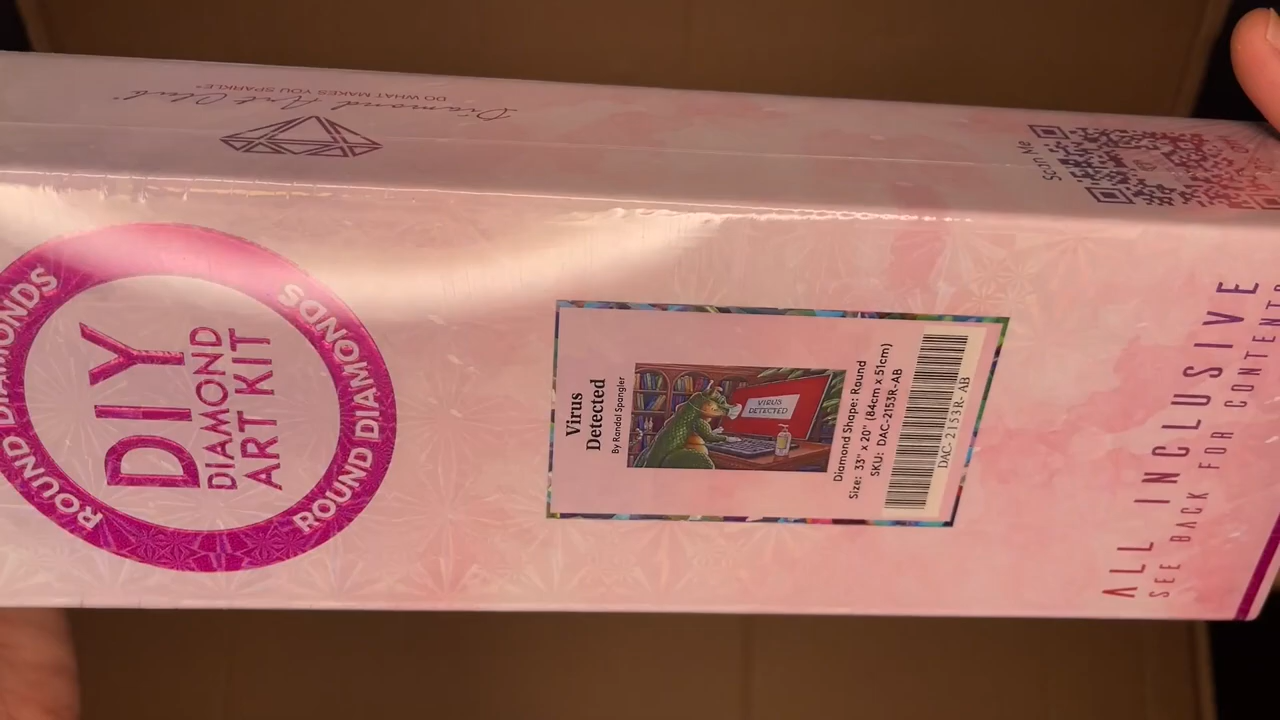 Diamond Art Club
DO WHAT MAKES YOU SPARKLE
Scan Me
ROUND DIAMONDS
ROUND DIAMONDS
DIY
DIAMOND
ART KIT
Virus
Detected
By Randal Spangler
VIRUS
DETECTED
Diamond Shape: Round
Size: 33" x 20" (84cm x 51cm)
SKU: DAC-2153R-AB
DAC-2153R-AB
ALL INCLUSIVE
SEE BACK FOR CONTENTS